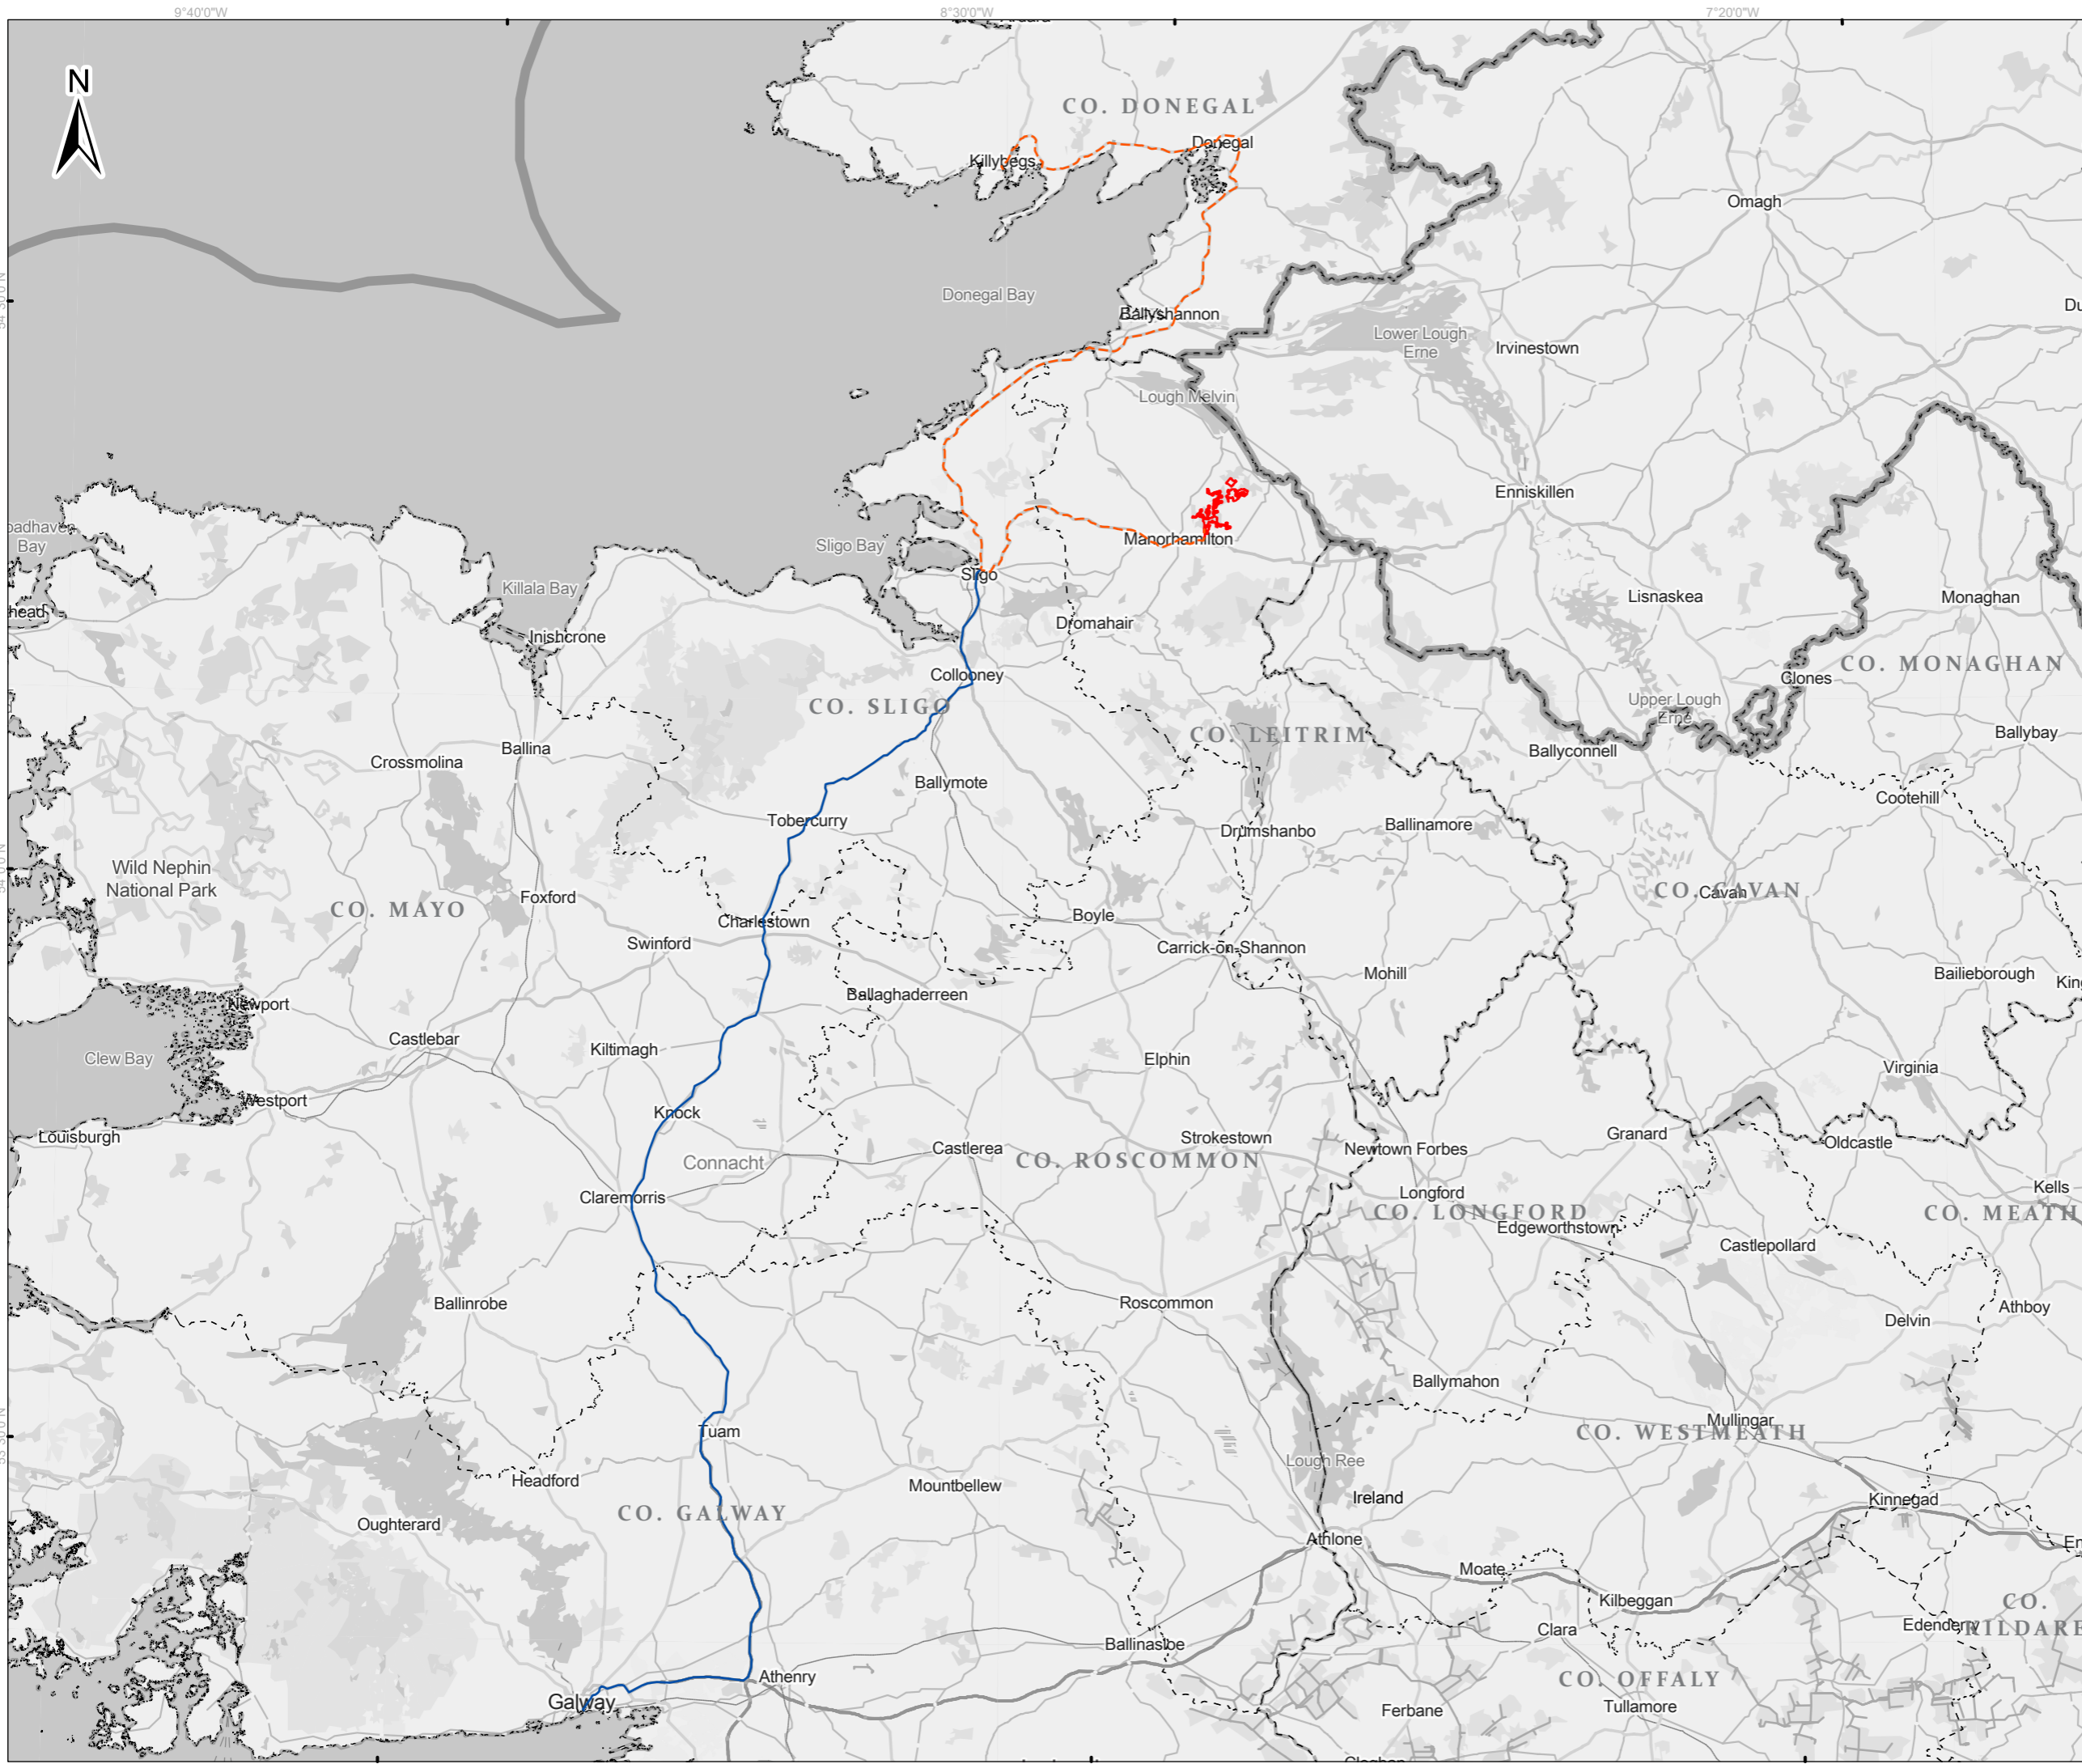 9°40'0"W
8°30'0"W
7°20'0"W
N
CO. DONEGAL
Donegal
Killybegs
Omagh
Donegal Bay
Ballyshannon
Lower Lough
Erne
Irvinestown
Lough Melvin
Enniskillen
Bay
Sligo Bay
Manorhamilton
Sligo
Killala Bay
head
Inishcrone
Dromahair
Lisnaskea
Monaghan
CO. MONAGHAN
Collooney
Clones
CO. SLIGO
Upper Lough
Erne
CO. LEITRIM
Ballybay
Ballina
Ballyconnell
Crossmolina
Ballymote
Cootehill
Tobercurry
Drumshanbo
Ballinamore
Wild Nephin
National Park
CO. CAVAN
Cavan
Foxford
CO. MAYO
Charlestown
Boyle
Swinford
Carrick-on-Shannon
Mohill
Bailieborough
Ballaghaderreen
Newport
Castlebar
Kiltimagh
Clew Bay
Elphin
Virginia
Westport
Knock
Louisburgh
Strokestown
Granard
Oldcastle
Castlerea
Newtown Forbes
CO. ROSCOMMON
Connacht
Claremorris
Longford
Kells
CO. LONGFORD
CO. MEATH
Edgeworthstown
Castlepollard
Ballinrobe
Roscommon
Athboy
Delvin
Ballymahon
Mullingar
Tuam
CO. WESTMEATH
Lough Ree
Headford
Mountbellew
Ireland
Kinnegad
CO. GALWAY
Oughterard
Athlone
Moate
Kilbeggan
CO.
KILDARE
Edenderry
Clara
Ballinasloe
Athenry
CO. OFFALY
Galway
Ferbane
Tullamore